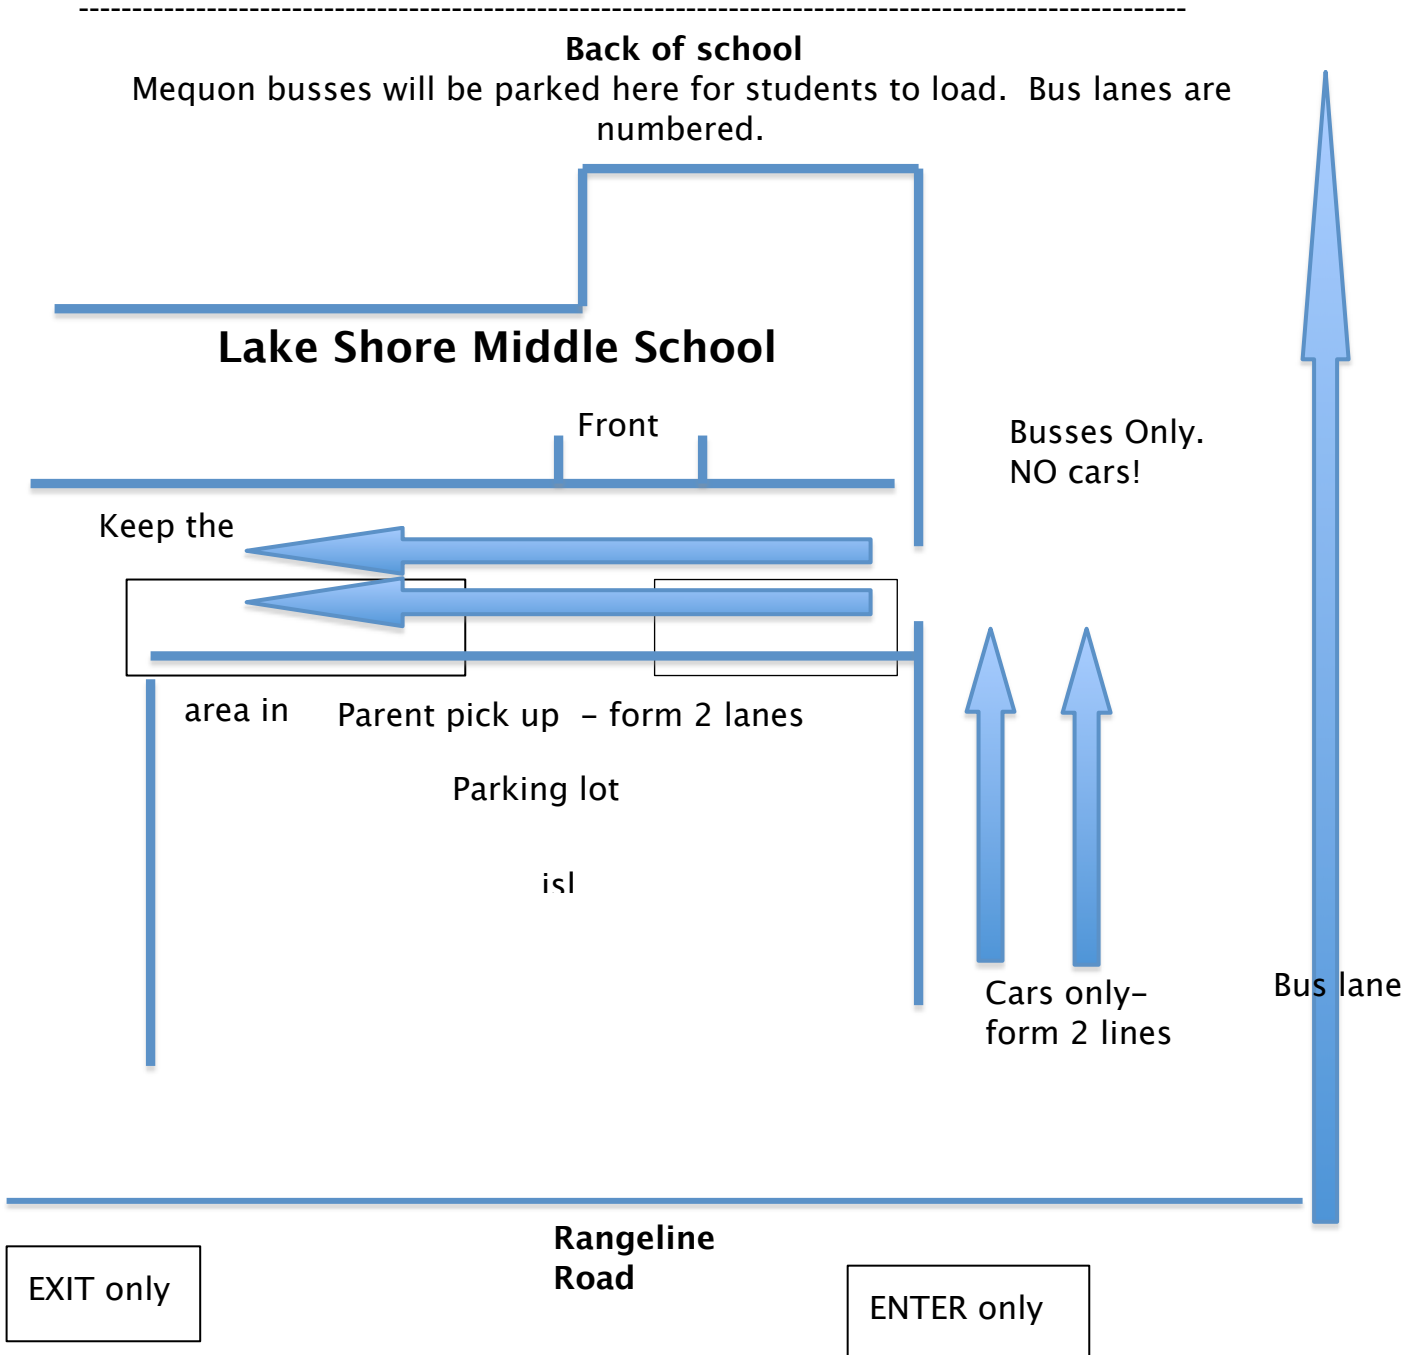 Back of school
Mequon busses will be parked here for students to load.  Bus lanes are
numbered.
Lake Shore Middle School
Front
Busses Only.
NO cars!
Keep the
area in
Parent pick up  – form 2 lanes
Parking lot
isl
Cars only–
form 2 lines
Bus lane
Rangeline
Road
EXIT only
ENTER only